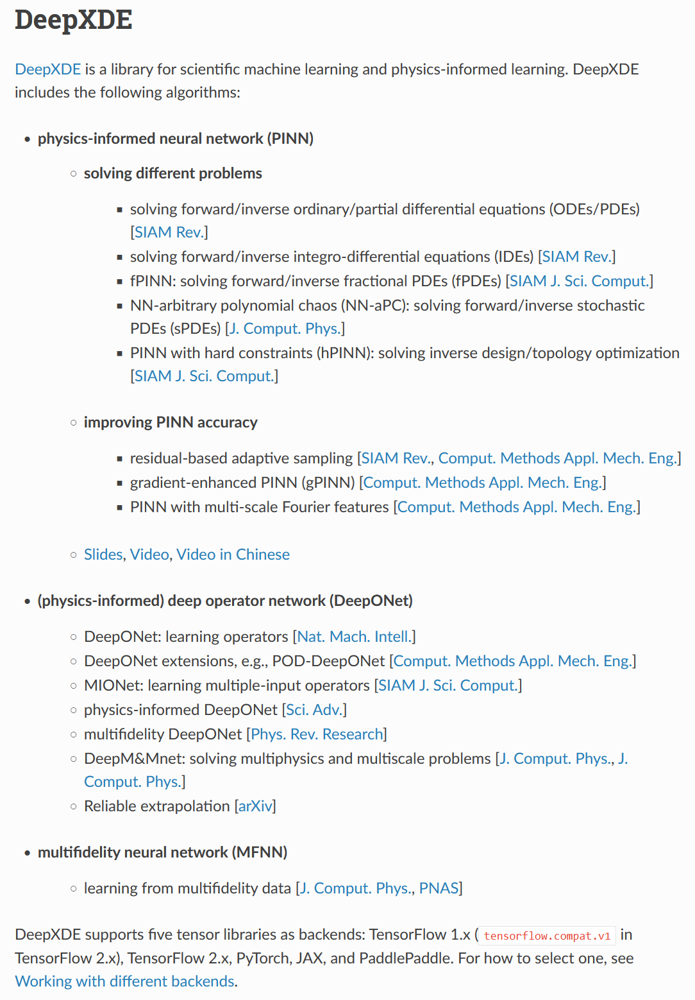 DeepXDE
DeepXDE is a library for scientific machine learning and physics-informed learning. DeepXDE
includes the following algorithms:
• physics-informed neural network (PINN)
○ solving different problems
▪ solving forward/inverse ordinary/partial differential equations (ODEs/PDEs)
[SIAM Rev.]
▪ solving forward/inverse integro-differential equations (IDEs) [SIAM Rev.]
▪ fPINN: solving forward/inverse fractional PDEs (fPDEs) [SIAM J. Sci. Comput.]
▪ NN-arbitrary polynomial chaos (NN-aPC): solving forward/inverse stochastic
PDEs (sPDEs) [J. Comput. Phys.]
▪ PINN with hard constraints (hPINN): solving inverse design/topology optimization
[SIAM J. Sci. Comput.]
○ improving PINN accuracy
▪ residual-based adaptive sampling [SIAM Rev., Comput. Methods Appl. Mech. Eng.]
▪ gradient-enhanced PINN (gPINN) [Comput. Methods Appl. Mech. Eng.]
▪ PINN with multi-scale Fourier features [Comput. Methods Appl. Mech. Eng.]
○ Slides, Video, Video in Chinese
• (physics-informed) deep operator network (DeepONet)
○ DeepONet: learning operators [Nat. Mach. Intell.]
○ DeepONet extensions, e.g., POD-DeepONet [Comput. Methods Appl. Mech. Eng.]
○ MIONet: learning multiple-input operators [SIAM J. Sci. Comput.]
○ physics-informed DeepONet [Sci. Adv.]
○ multifidelity DeepONet [Phys. Rev. Research]
○ DeepM&Mnet: solving multiphysics and multiscale problems [J. Comput. Phys., J.
Comput. Phys.]
○ Reliable extrapolation [arXiv]
• multifidelity neural network (MFNN)
○ learning from multifidelity data [J. Comput. Phys., PNAS]
DeepXDE supports five tensor libraries as backends: TensorFlow 1.x (tensorflow.compat.v1 in
TensorFlow 2.x), TensorFlow 2.x, PyTorch, JAX, and PaddlePaddle. For how to select one, see
Working with different backends.